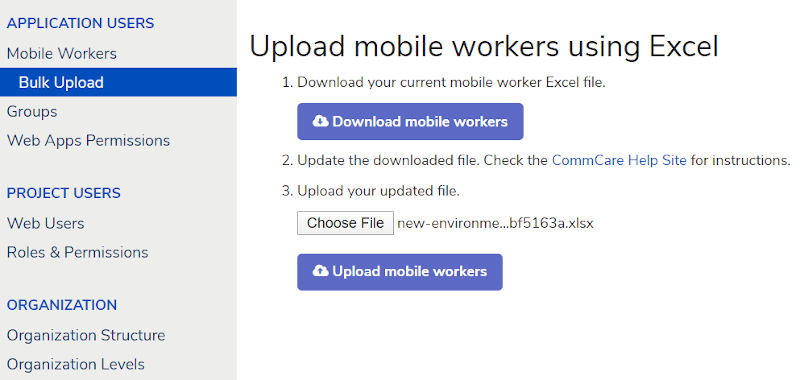 APPLICATION USERS
Mobile Workers
Bulk Upload
Groups
Web Apps Permissions
PROJECT USERS
Web Users
Roles & Permissions
ORGANIZATION
Organization Structure
Organization Levels
Upload mobile workers using Excel
1. Download your current mobile worker Excel file.
Download mobile workers
2. Update the downloaded file. Check the CommCare Help Site for instructions.
3. Upload your updated file.
Choose File new-environme...bf5163a.xlsx
Upload mobile workers